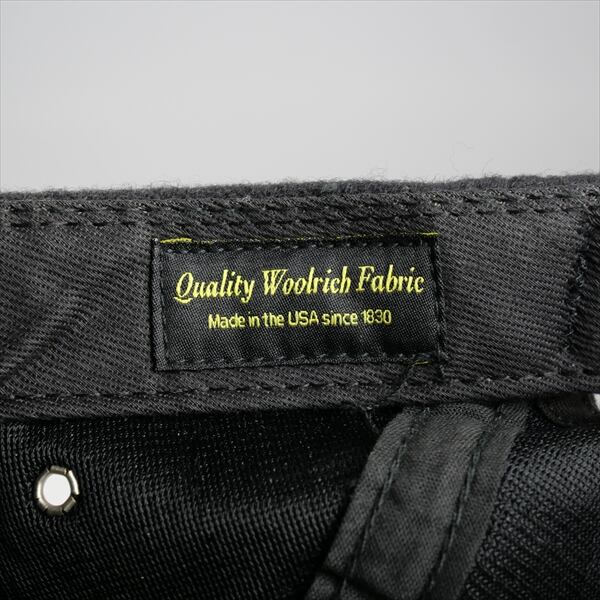 Quality Woolrich Fabric
Made in the USA since 1830